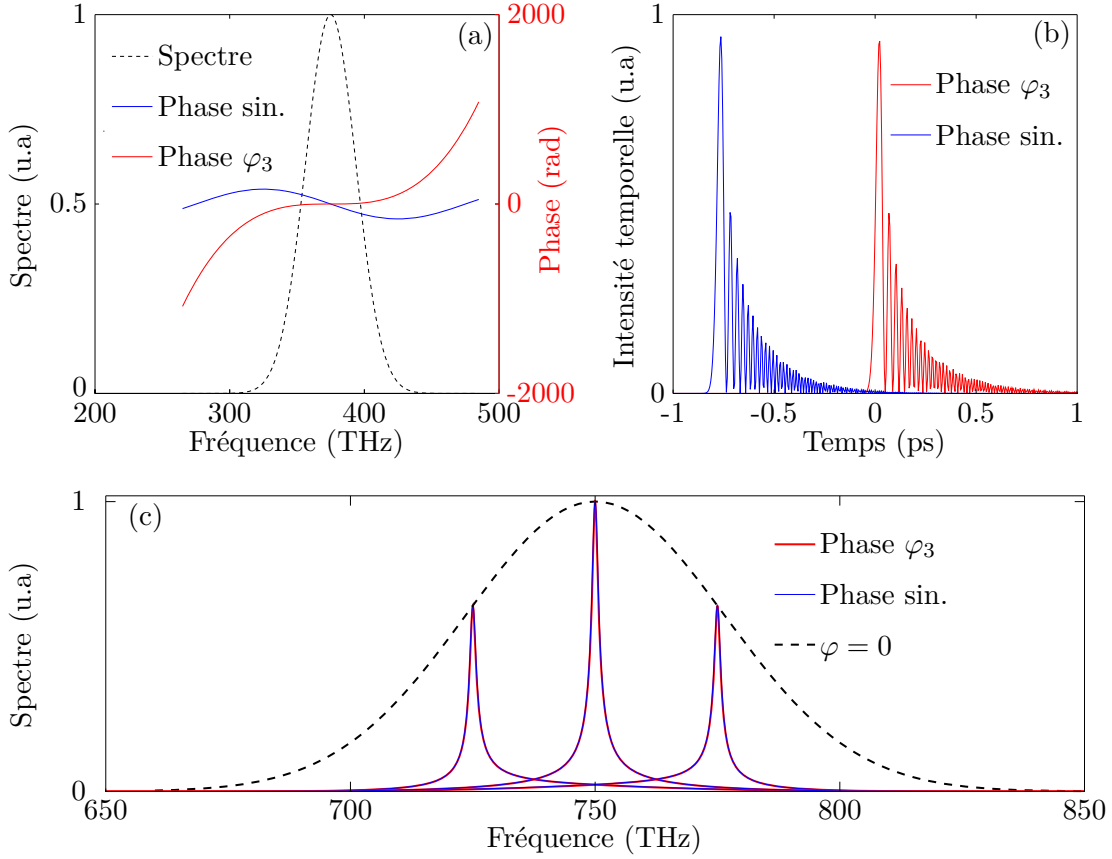 1
0.5
0
Spectre (u.a)
200
300
400
500
Fréquence (THz)
2000
0
-2000
Phase (rad)
(a)
Spectre
Phase sin.
Phase φ₃
1
0
Intensité temporelle (u.a)
-1
-0.5
0
0.5
1
Temps (ps)
(b)
Phase φ₃
Phase sin.
1
0
Spectre (u.a)
650
700
750
800
850
Fréquence (THz)
(c)
Phase φ₃
Phase sin.
φ = 0